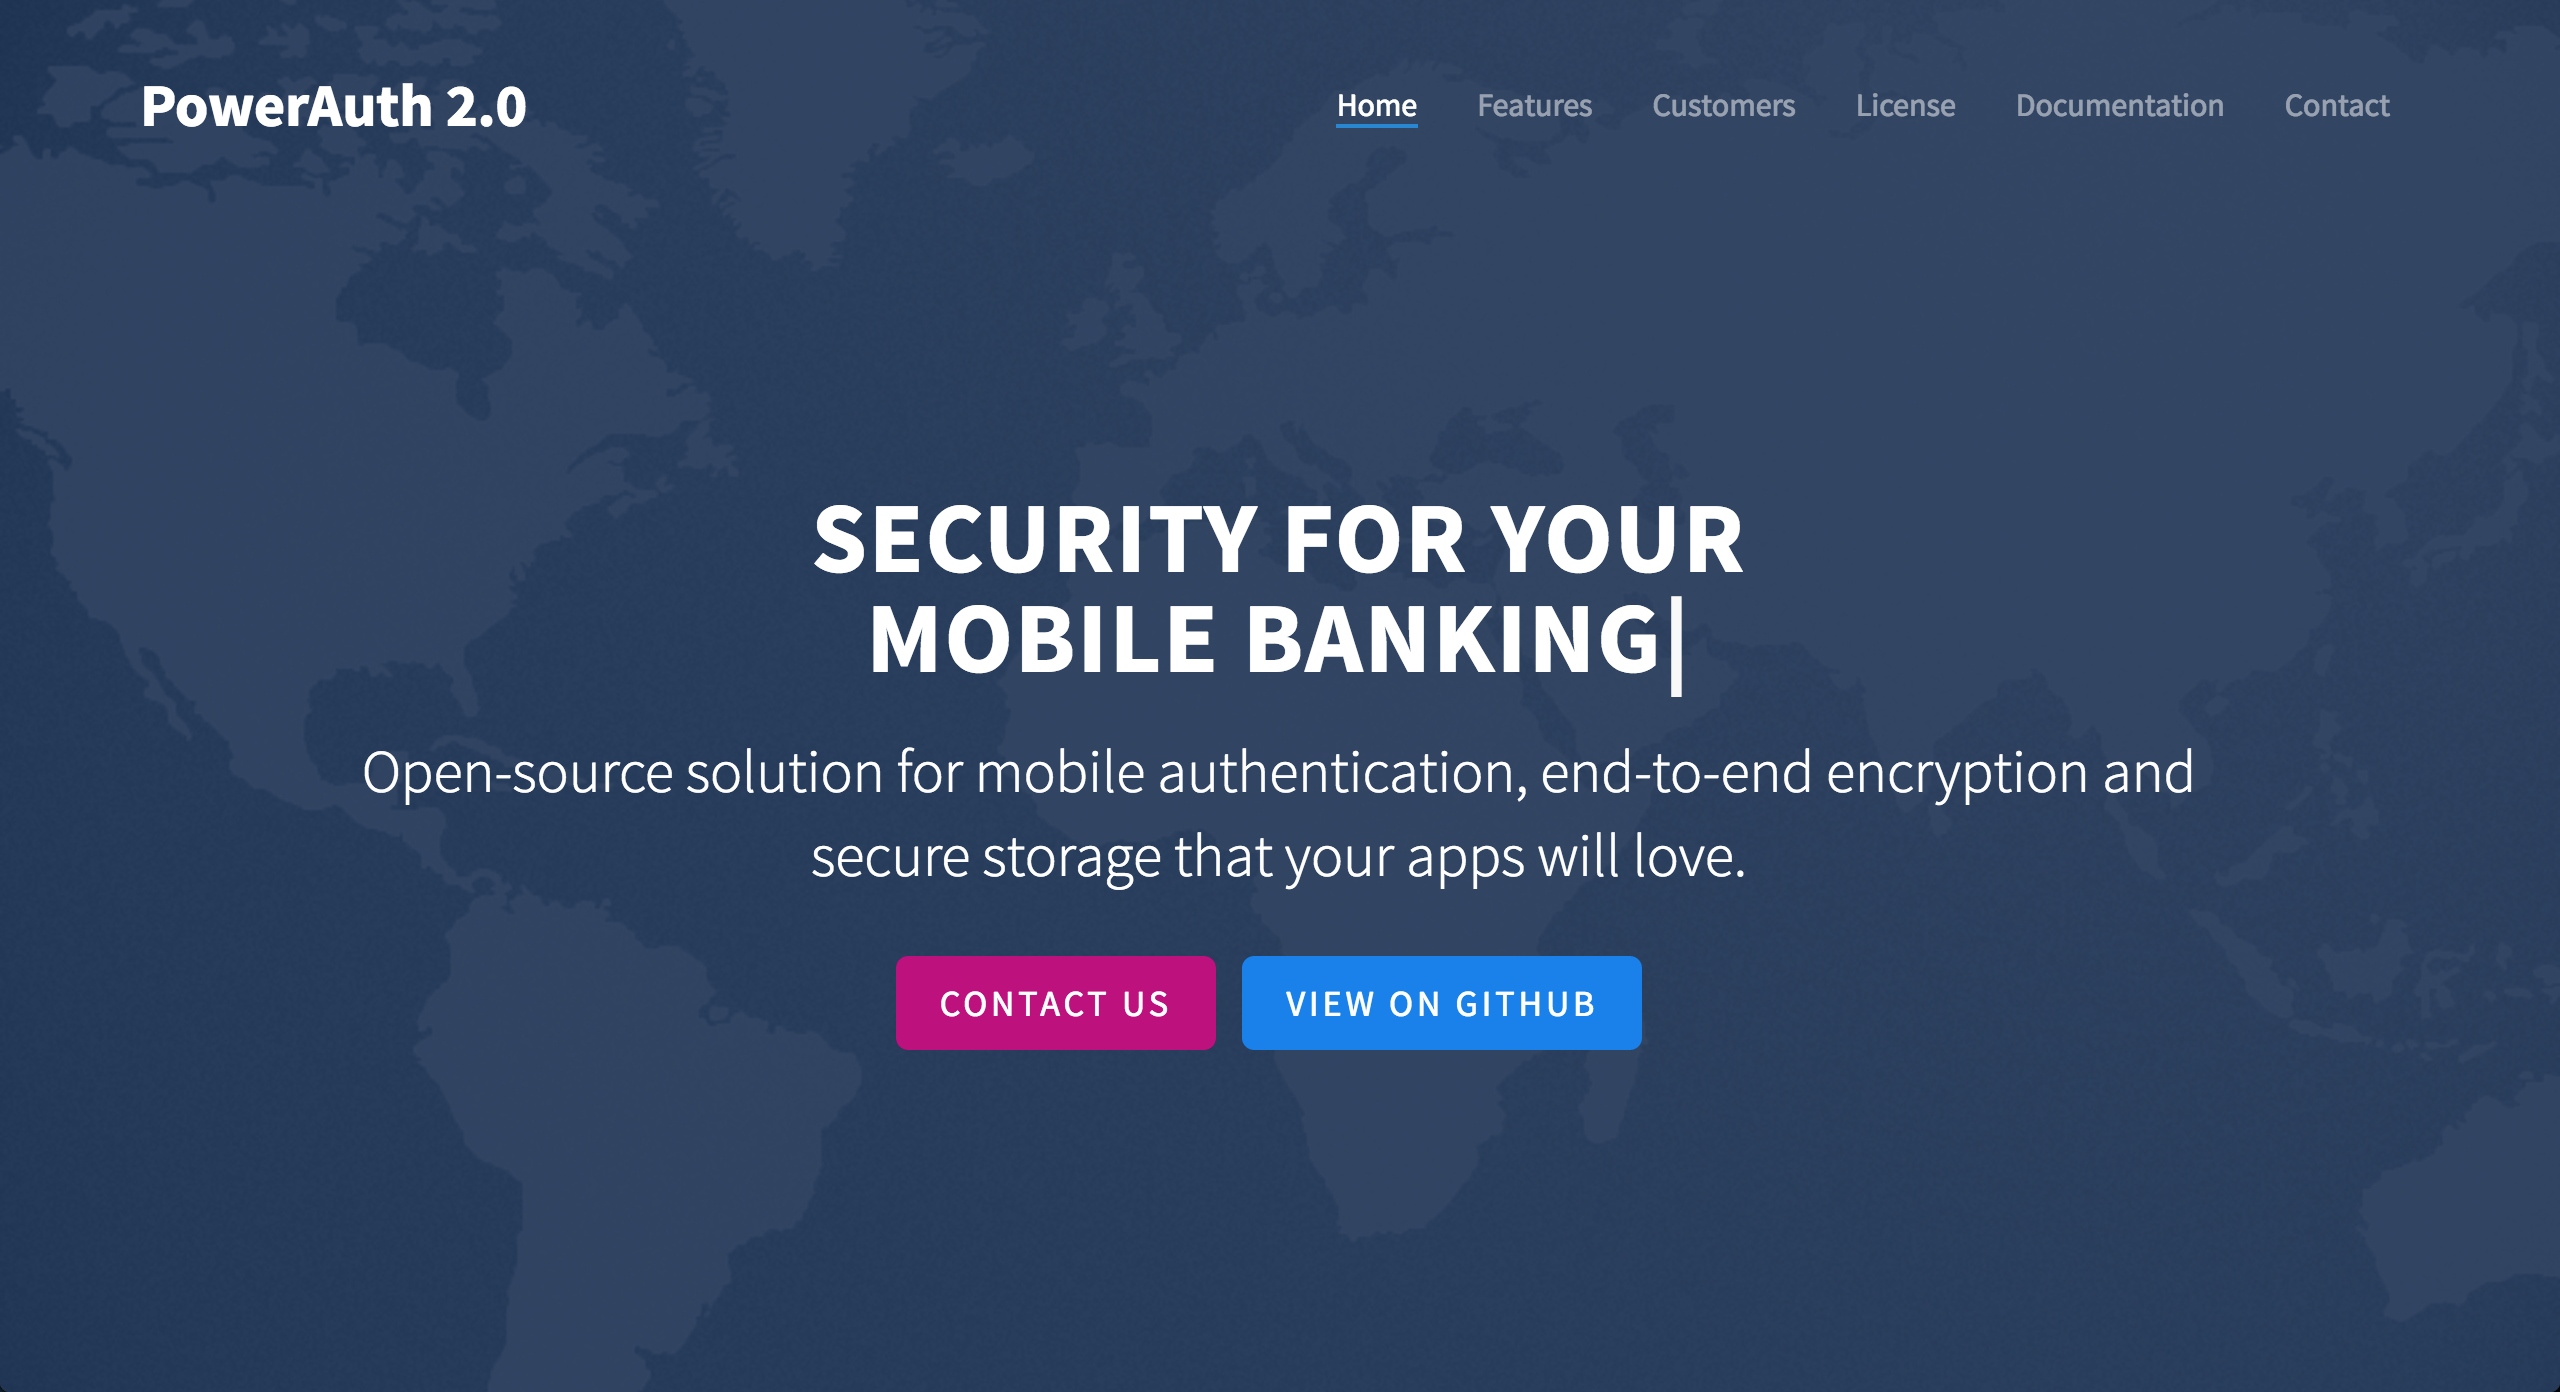 PowerAuth 2.0
Home Features Customers License Documentation Contact
SECURITY FOR YOUR
MOBILE BANKING|
Open-source solution for mobile authentication, end-to-end encryption and
secure storage that your apps will love.
CONTACT US VIEW ON GITHUB